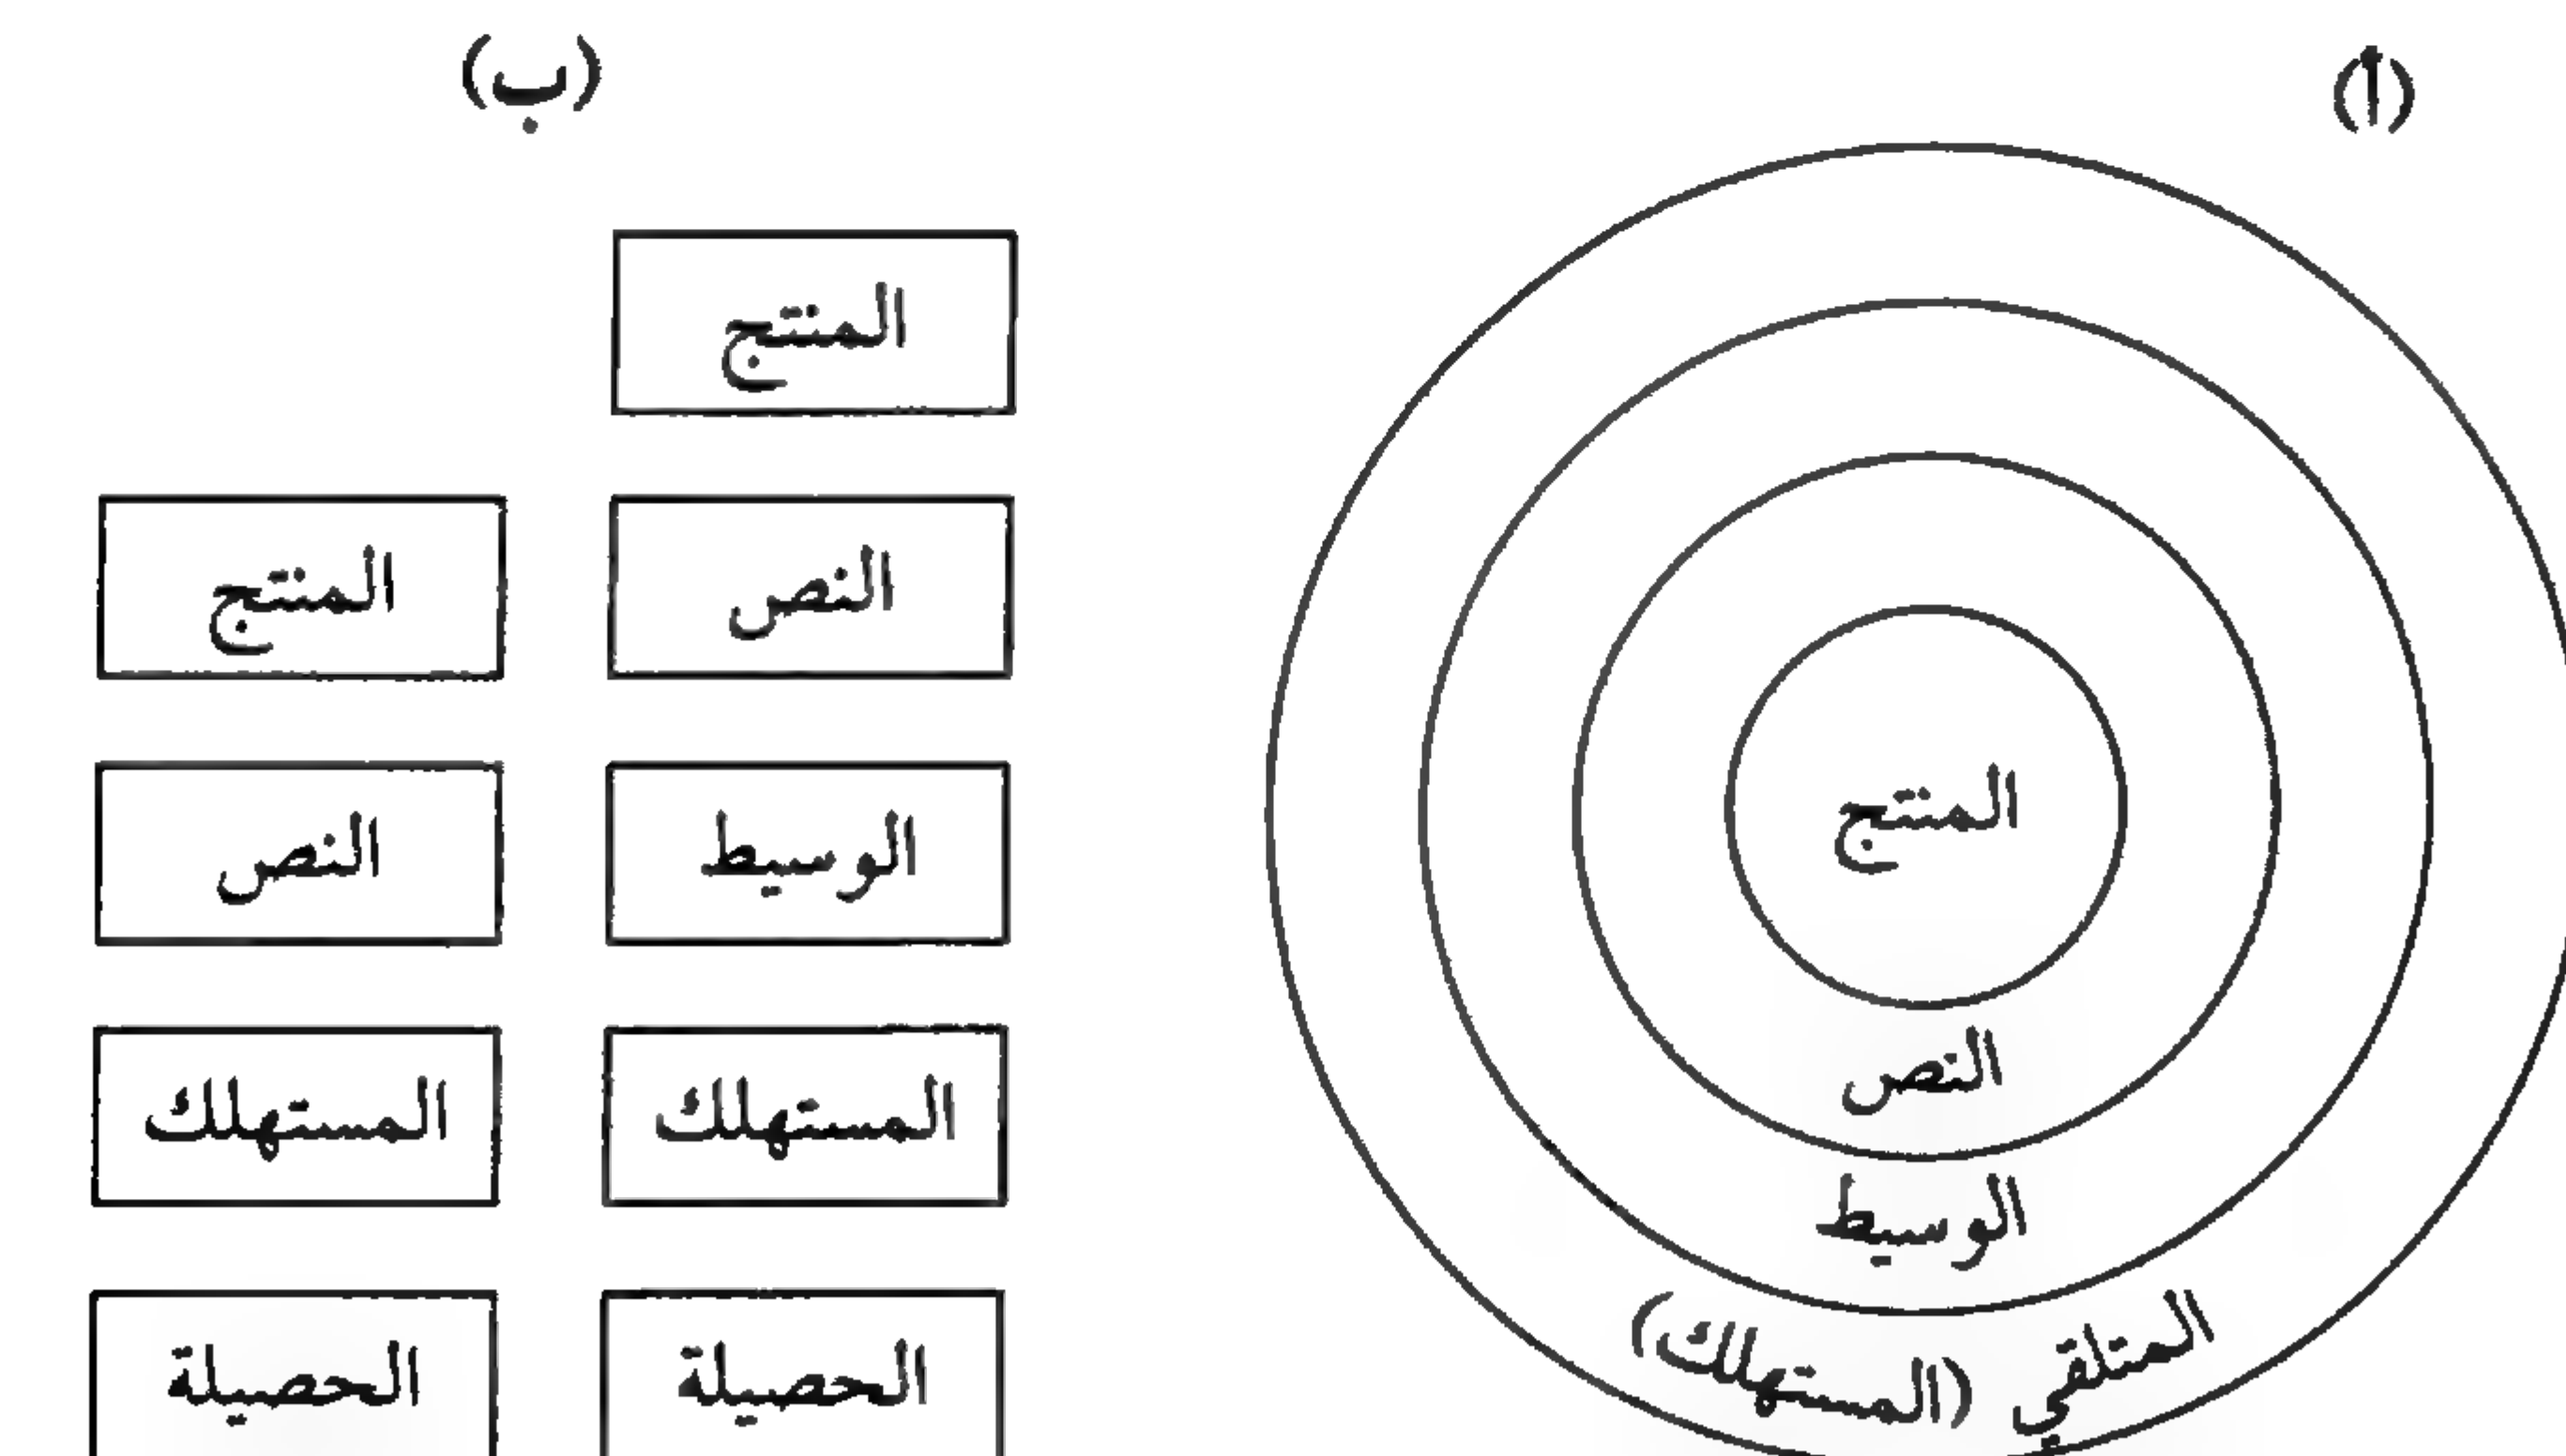 (أ)
المنتج
النص
الوسيط
المتلقي (المستهلك)
(ب)
المنتج
النص
المنتج
الوسيط
النص
المستهلك
المستهلك
الحصيلة
الحصيلة